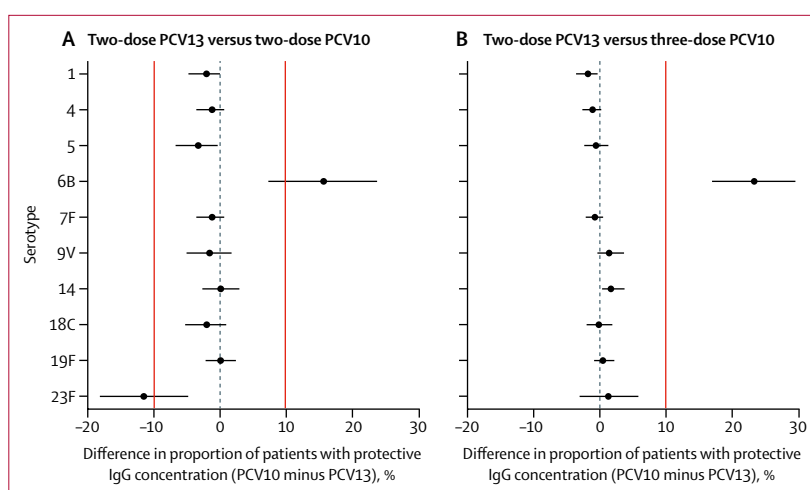 A Two-dose PCV13 versus two-dose PCV10
B Two-dose PCV13 versus three-dose PCV10
Serotype
1
4
5
6B
7F
9V
14
18C
19F
23F
–20 –10 0 10 20 30
–20 –10 0 10 20 30
Difference in proportion of patients with protective
IgG concentration (PCV10 minus PCV13), %
Difference in proportion of patients with protective
IgG concentration (PCV10 minus PCV13), %